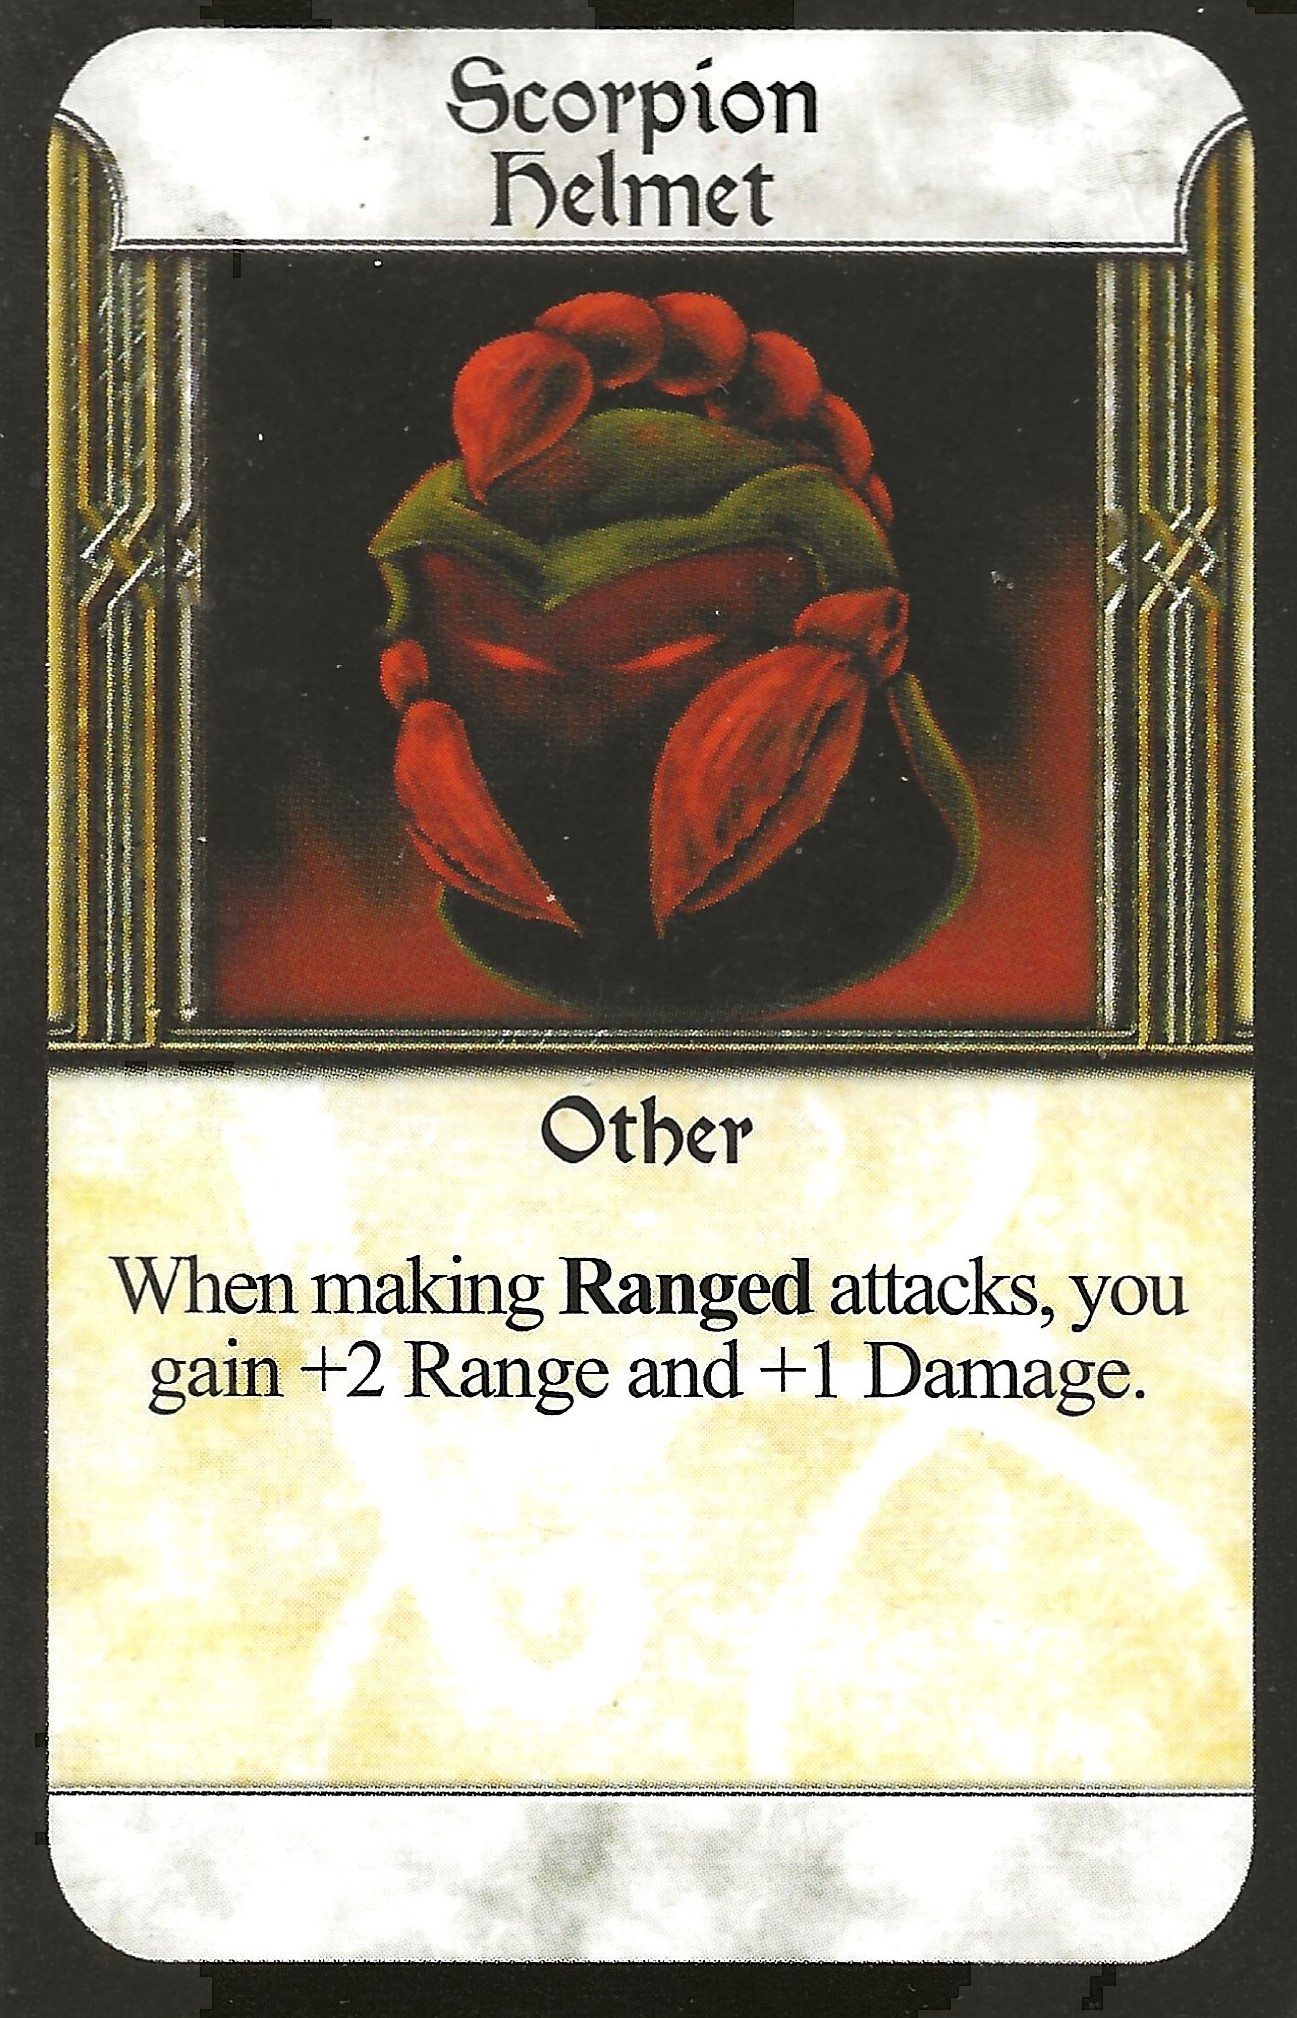 Scorpion
Helmet
Other
When making Ranged attacks, you
gain +2 Range and +1 Damage.